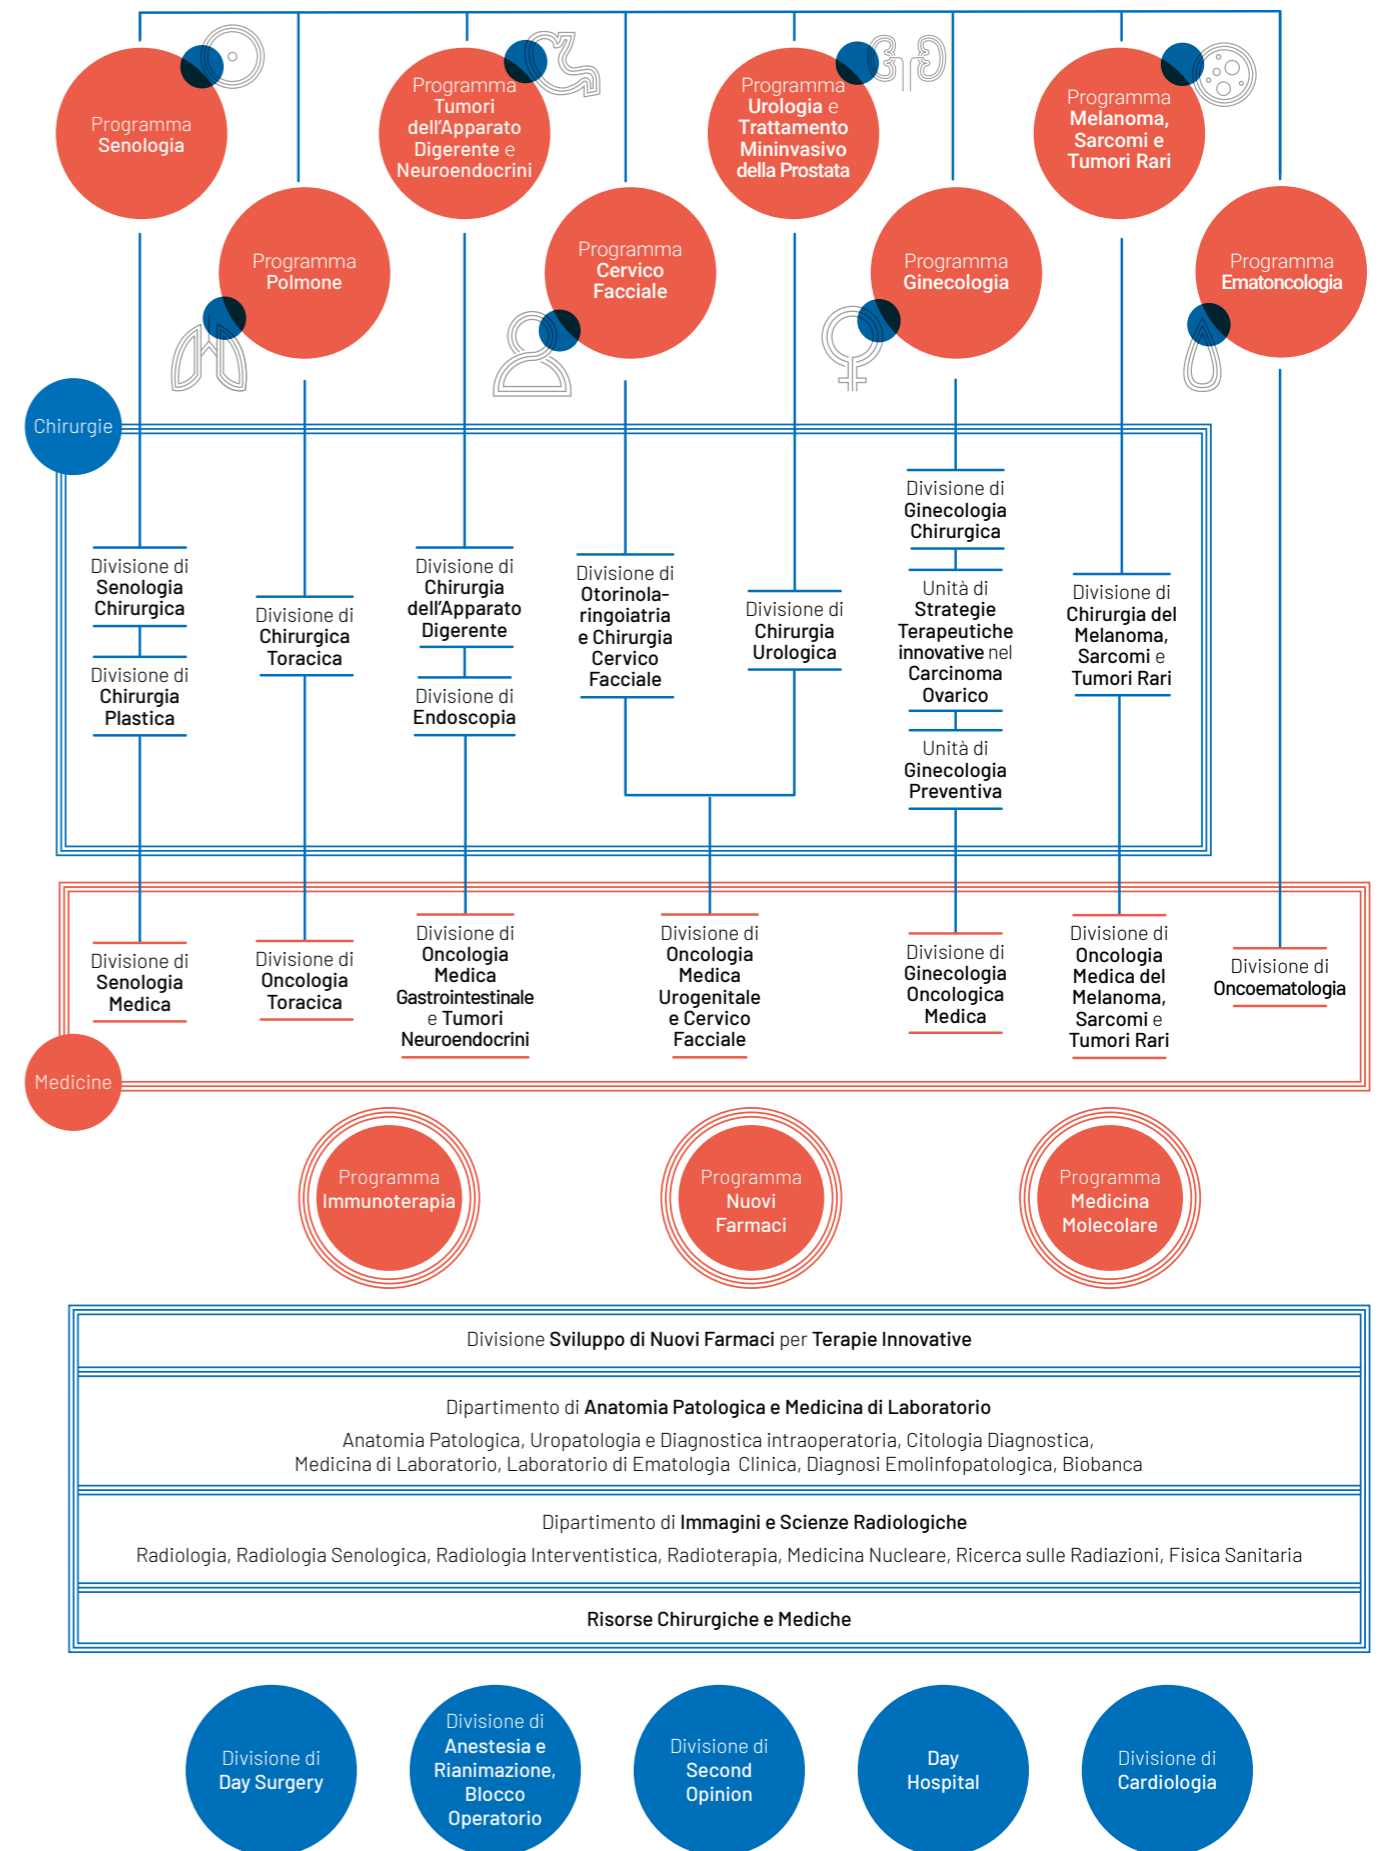 Programma
Senologia
Programma
Tumori
dell'Apparato
Digerente e
Neuroendocrini
Programma
Urologia e
Trattamento
Mininvasivo
della Prostata
Programma
Melanoma,
Sarcomi e
Tumori Rari
Programma
Polmone
Programma
Cervico
Facciale
Programma
Ginecologia
Programma
Ematoncologia
Chirurgie
Divisione di
Senologia
Chirurgica
Divisione di
Chirurgia
Plastica
Divisione di
Chirurgica
Toracica
Divisione di
Chirurgia
dell'Apparato
Digerente
Divisione di
Endoscopia
Divisione di
Otorinola-
ringoiatria
e Chirurgia
Cervico
Facciale
Divisione di
Chirurgia
Urologica
Divisione di
Ginecologia
Chirurgica
Unità di
Strategie
Terapeutiche
innovative nel
Carcinoma
Ovarico
Unità di
Ginecologia
Preventiva
Divisione di
Chirurgia del
Melanoma,
Sarcomi e
Tumori Rari
Divisione di
Senologia
Medica
Divisione di
Oncologia
Toracica
Divisione di
Oncologia
Medica
Gastrointestinale
e Tumori
Neuroendocrini
Divisione di
Oncologia
Medica
Urogenitale
e Cervico
Facciale
Divisione di
Ginecologia
Oncologica
Medica
Divisione di
Oncologia
Medica del
Melanoma,
Sarcomi e
Tumori Rari
Divisione di
Oncoematologia
Medicine
Programma
Immunoterapia
Programma
Nuovi
Farmaci
Programma
Medicina
Molecolare
Divisione Sviluppo di Nuovi Farmaci per Terapie Innovative
Dipartimento di Anatomia Patologica e Medicina di Laboratorio
Anatomia Patologica, Uropatologia e Diagnostica intraoperatoria, Citologia Diagnostica,
Medicina di Laboratorio, Laboratorio di Ematologia Clinica, Diagnosi Emolinfopatologica, Biobanca
Dipartimento di Immagini e Scienze Radiologiche
Radiologia, Radiologia Senologica, Radiologia Interventistica, Radioterapia, Medicina Nucleare, Ricerca sulle Radiazioni, Fisica Sanitaria
Risorse Chirurgiche e Mediche
Divisione di
Day Surgery
Divisione di
Anestesia e
Rianimazione,
Blocco
Operatorio
Divisione di
Second
Opinion
Day
Hospital
Divisione di
Cardiologia